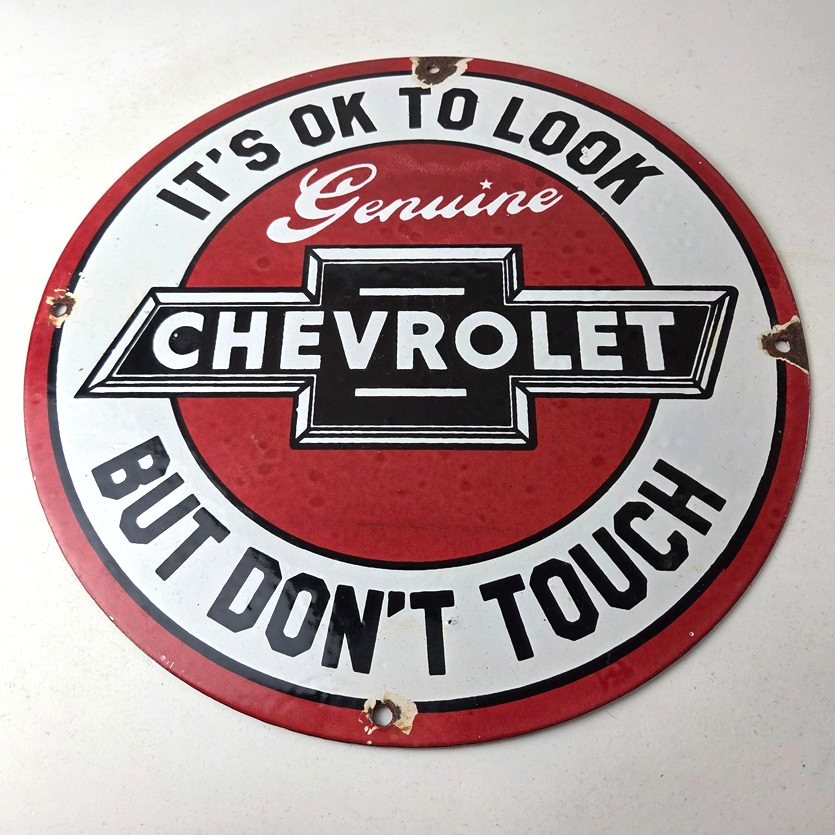 IT'S OK TO LOOK
Genuine
CHEVROLET
BUT DON'T TOUCH